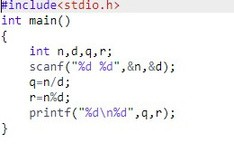 #include<stdio.h>
int main()
{
    int n,d,q,r;
    scanf("%d %d",&n,&d);
    q=n/d;
    r=n%d;
    printf("%d\n%d",q,r);
}